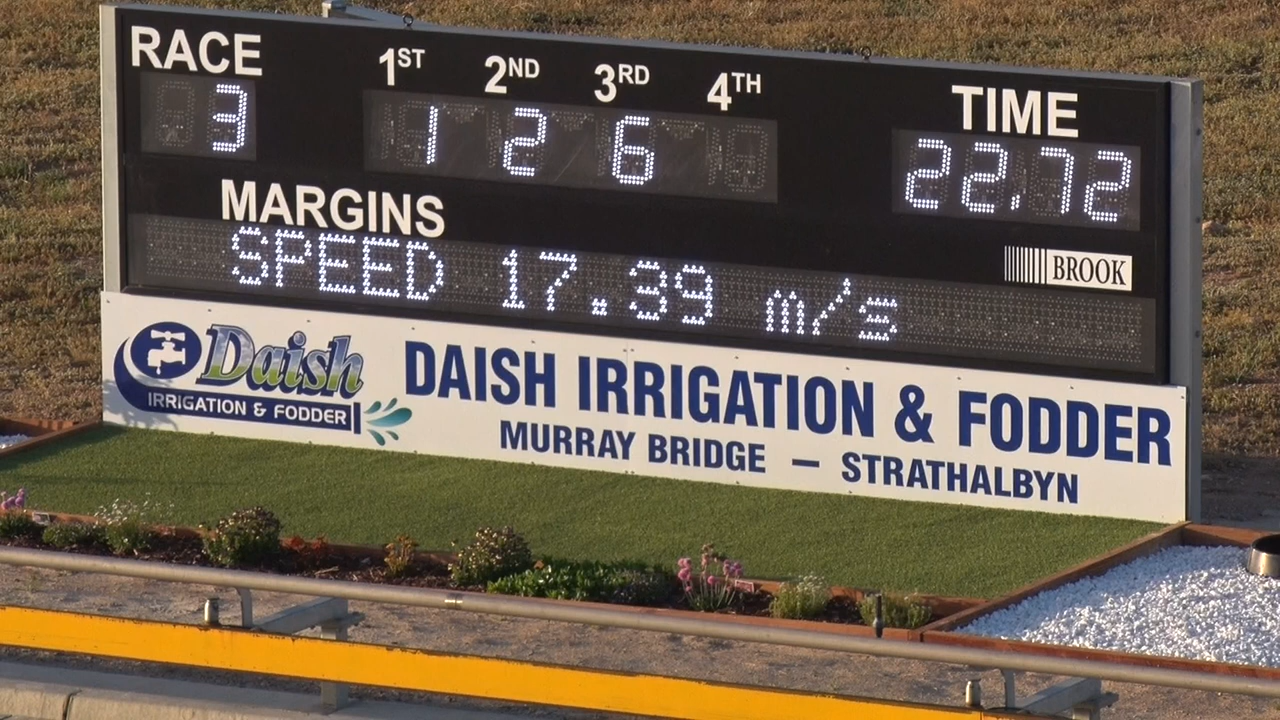 RACE 1ST 2ND 3RD 4TH TIME
3 1 2 6 22.72
MARGINS
BROOK
SPEED 17.39 m/s
Daish
IRRIGATION & FODDER
DAISH IRRIGATION & FODDER
MURRAY BRIDGE – STRATHALBYN